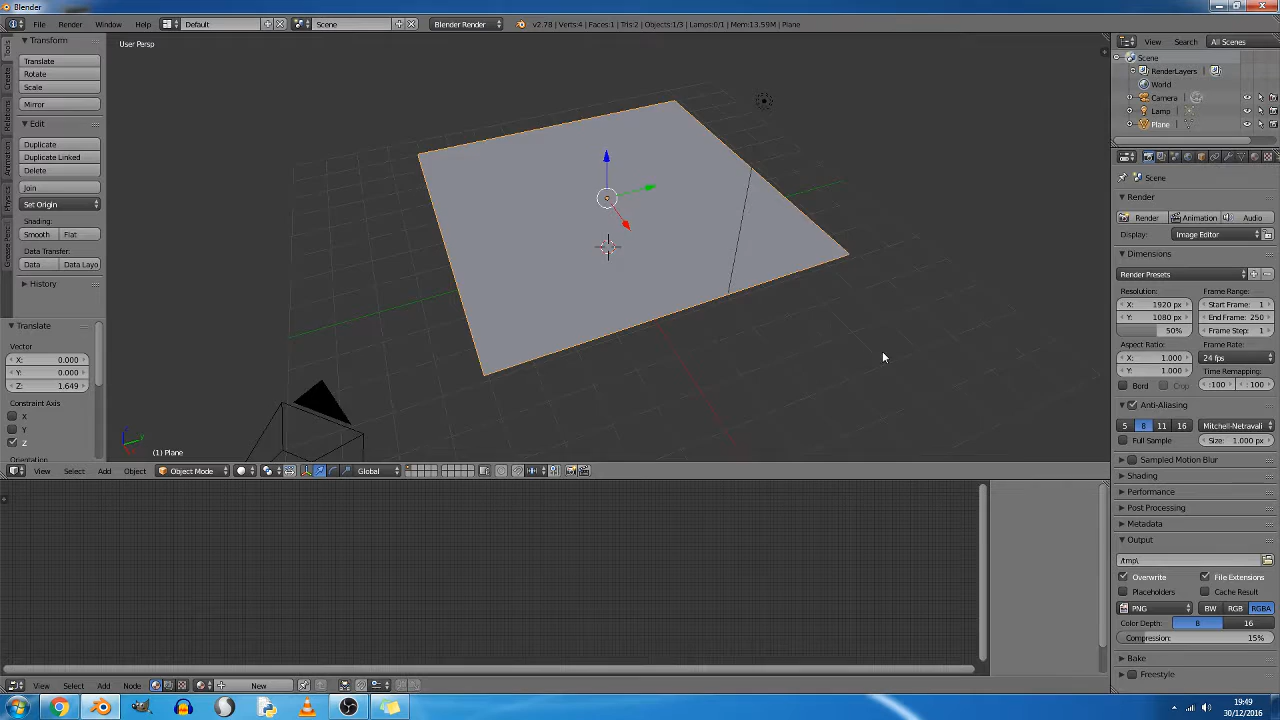 Blender
File Render Window Help Default Scene Blender Render v2.78 | Verts:4 | Faces:1 | Tris:2 | Objects:1/3 | Lamps:0/1 | Mem:13.59M | Plane
Transform
Translate
Rotate
Scale
Mirror
Edit
Duplicate
Duplicate Linked
Delete
Join
Set Origin
Shading:
Smooth Flat
Data Transfer:
Data Data Layo
History
Tools
Create
Relations
Animation
Physics
Grease Pencil
Translate
Vector
X: 0.000
Y: 0.000
Z: 1.649
Constraint Axis
X
Y
Z
Orientation
User Persp
(1) Plane
View Select Add Object Object Mode Global
View Select Add Node New
View Search All Scenes
Scene
RenderLayers
World
Camera
Lamp
Plane
Scene
Render
Render Animation Audio
Display: Image Editor
Dimensions
Render Presets
Resolution: Frame Range:
X: 1920 px Start Frame: 1
Y: 1080 px End Frame: 250
50% Frame Step: 1
Aspect Ratio: Frame Rate:
X: 1.000 24 fps
Y: 1.000 Time Remapping:
Bord Crop :100 :100
Anti-Aliasing
5 8 11 16 Mitchell-Netravali
Full Sample Size: 1.000 px
Sampled Motion Blur
Shading
Performance
Post Processing
Metadata
Output
/tmp\
Overwrite File Extensions
Placeholders Cache Result
PNG BW RGB RGBA
Color Depth: 8 16
Compression: 15%
Bake
Freestyle
19:49
30/12/2016